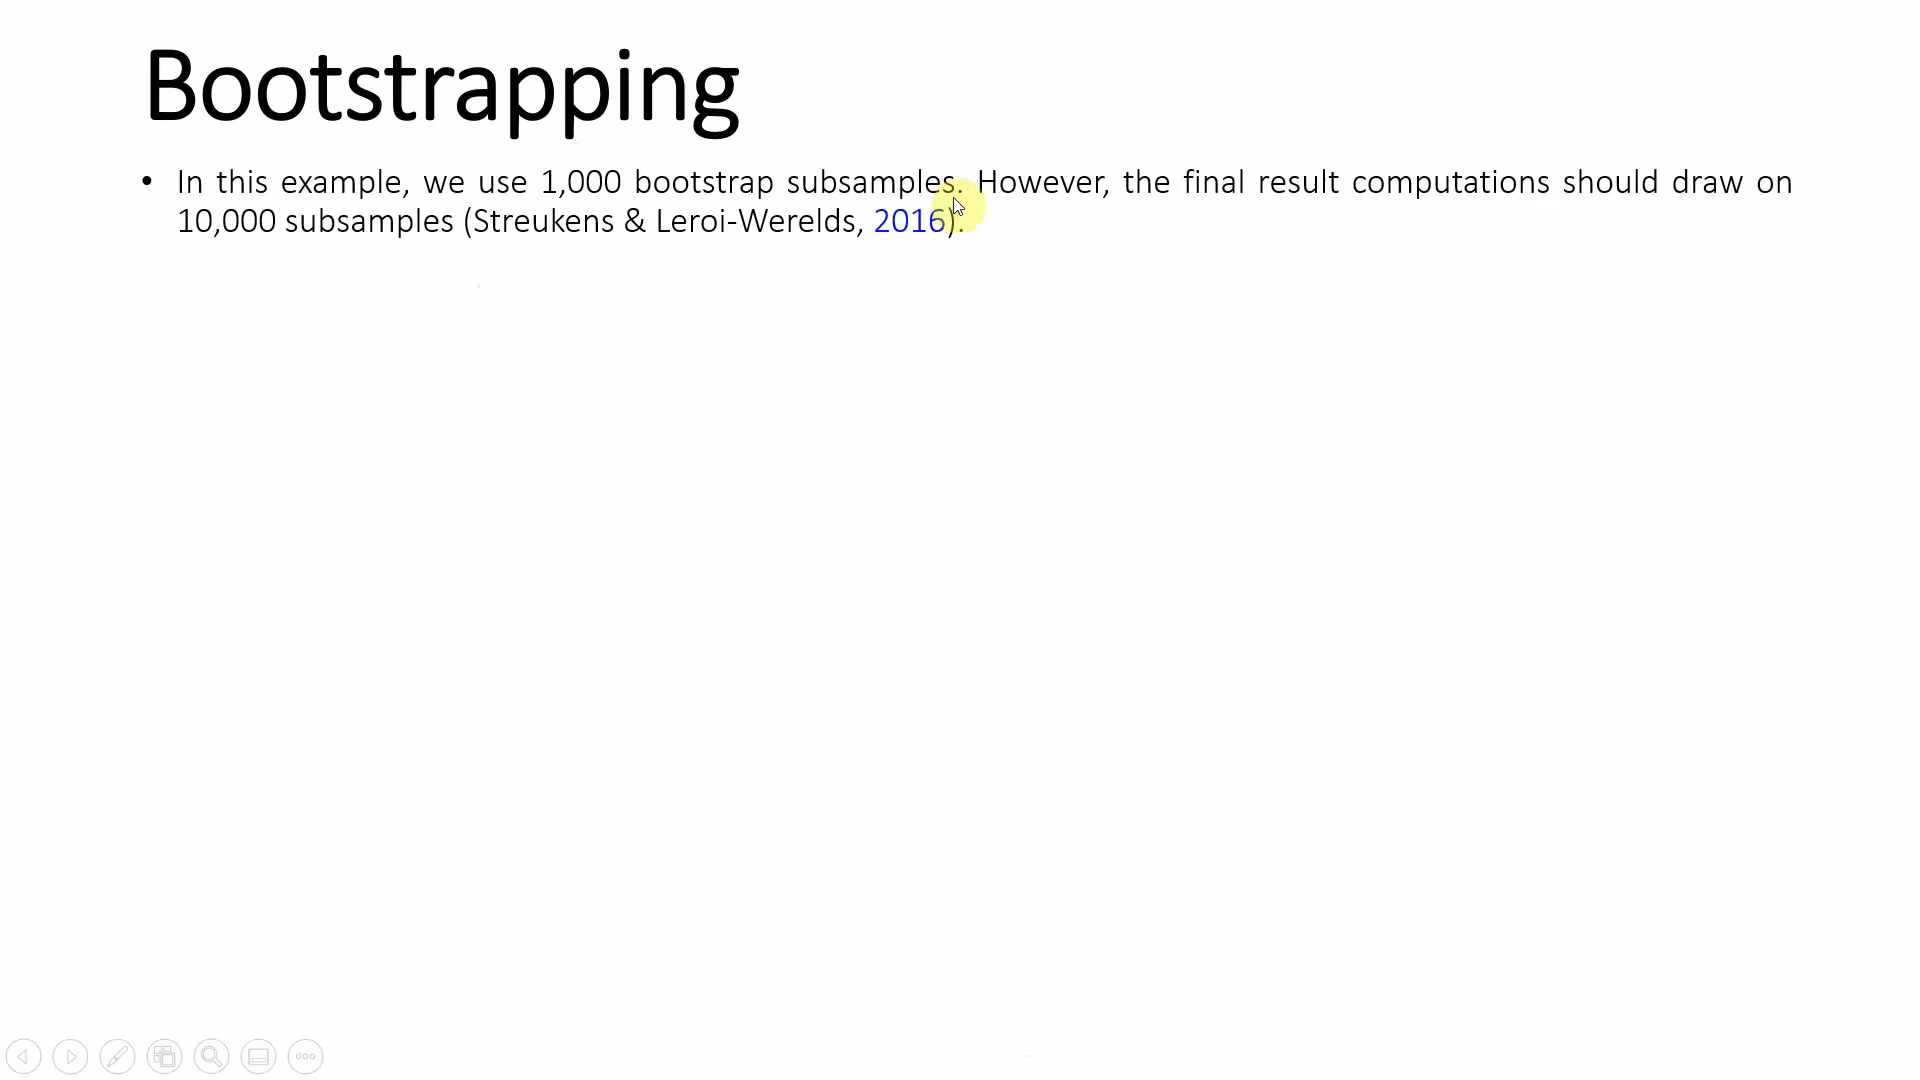 Bootstrapping
• In this example, we use 1,000 bootstrap subsamples. However, the final result computations should draw on
10,000 subsamples (Streukens & Leroi-Werelds, 2016).